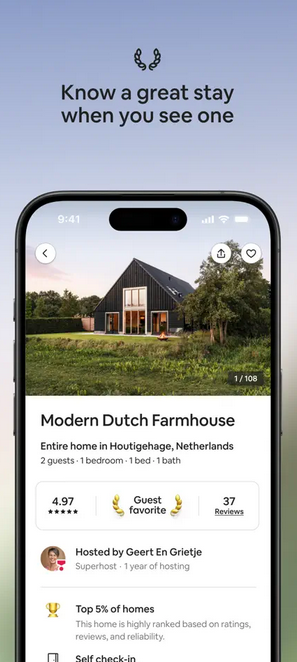 Know a great stay
when you see one
9:41
1 / 108
Modern Dutch Farmhouse
Entire home in Houtigehage, Netherlands
2 guests · 1 bedroom · 1 bed · 1 bath
4.97
★★★★★
Guest
favorite
37
Reviews
Hosted by Geert En Grietje
Superhost · 1 year of hosting
Top 5% of homes
This home is highly ranked based on ratings,
reviews, and reliability.
Self check-in